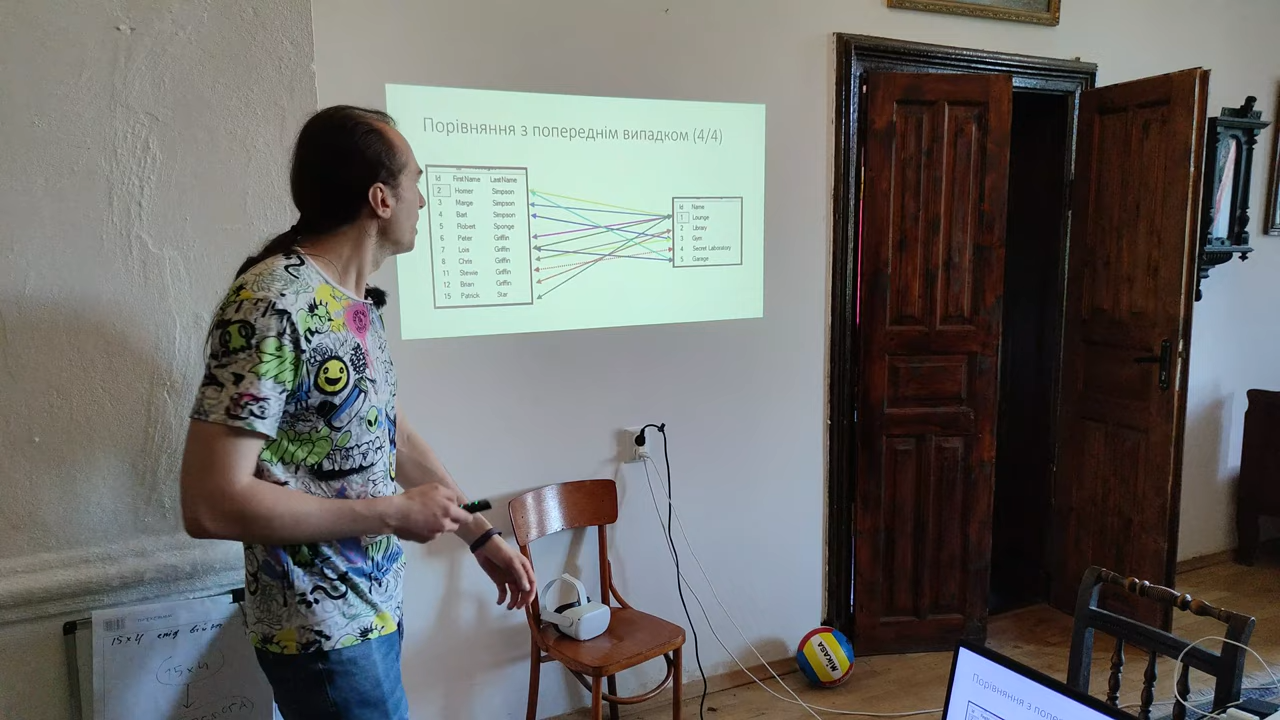 Порівняння з попереднім випадком (4/4)
Id FirstName LastName
2 Homer Simpson
3 Marge Simpson
4 Bart Simpson
5 Robert Sponge
6 Peter Griffin
7 Lois Griffin
8 Chris Griffin
11 Stewie Griffin
12 Brian Griffin
15 Patrick Star
Id Name
1 Lounge
2 Library
3 Gym
4 Secret Laboratory
5 Garage
15x4
15x4
MIKASA
Порівняння з попер